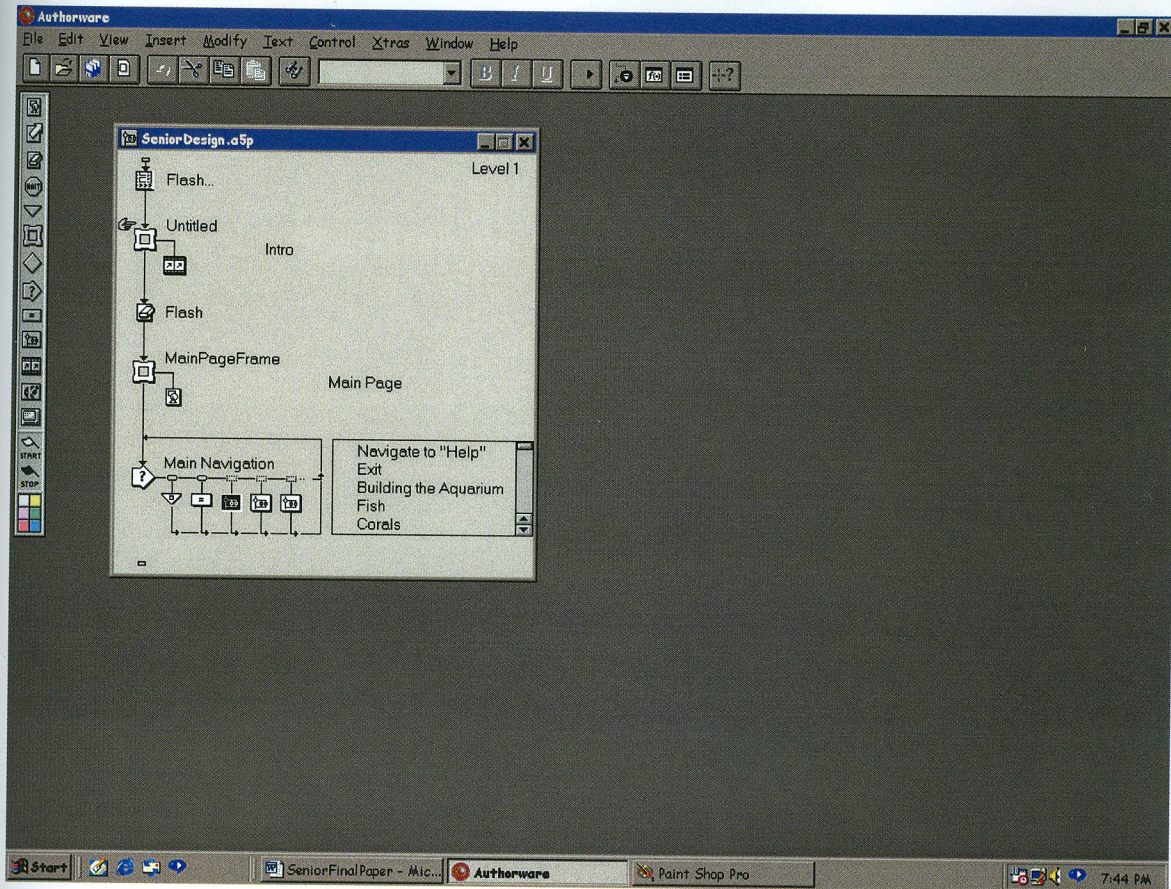 Authorware
File Edit View Insert Modify Text Control Xtras Window Help
B I U
SeniorDesign.a5p
Level 1
Flash...
Untitled
Intro
WAIT
Flash
MainPageFrame
Main Page
Main Navigation
Navigate to "Help"
Exit
Building the Aquarium
Fish
Corals
START
STOP
Start
SeniorFinalPaper - Mic...
Authorware
Paint Shop Pro
7:44 PM